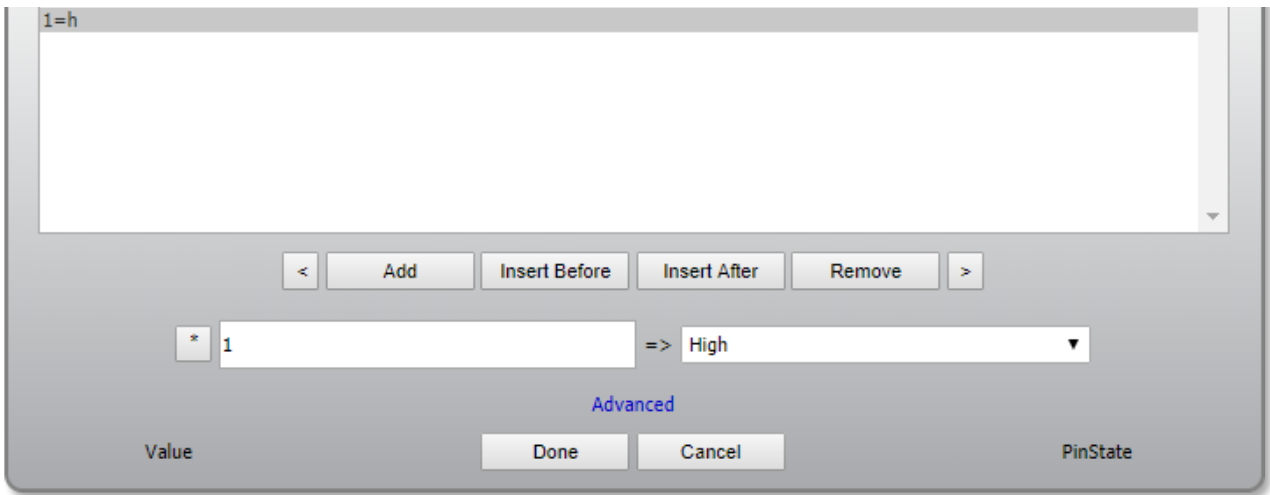 1=h
< Add Insert Before Insert After Remove >
* 1 => High
Advanced
Value Done Cancel PinState